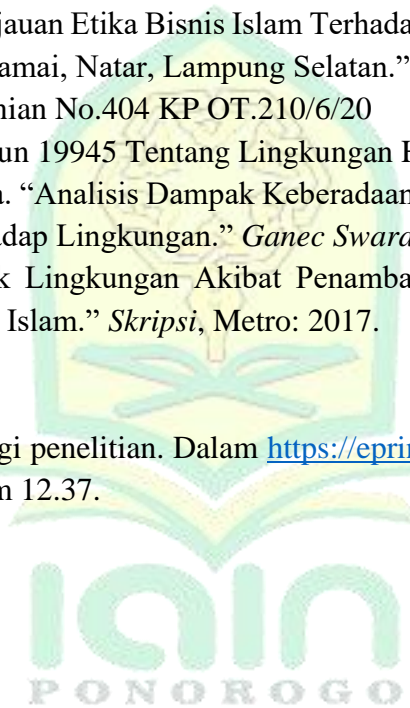 jauan Etika Bisnis Islam Terhada
amai, Natar, Lampung Selatan.”
nian No.404 KP OT.210/6/20
un 19945 Tentang Lingkungan H
a. “Analisis Dampak Keberadaan
adap Lingkungan.” Ganec Swara
k Lingkungan Akibat Penamba
Islam.” Skripsi, Metro: 2017.
gi penelitian. Dalam https://eprin
m 12.37.
iain
PONOROGO